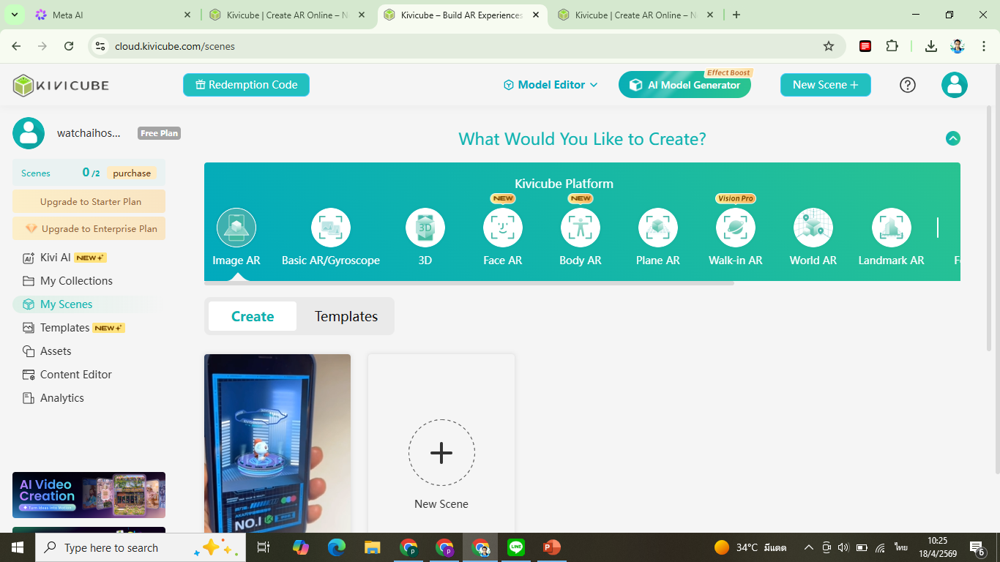 Meta AI
Kivicube | Create AR Online – N
Kivicube – Build AR Experiences
Kivicube | Create AR Online – N
cloud.kivicube.com/scenes
KIVICUBE
Redemption Code
Model Editor
AI Model Generator
Effect Boost
New Scene +
watchaihos...
Free Plan
Scenes 0 /2 purchase
Upgrade to Starter Plan
Upgrade to Enterprise Plan
Kivi AI NEW
My Collections
My Scenes
Templates NEW
Assets
Content Editor
Analytics
AI Video
Creation
Turn Ideas into Motion
What Would You Like to Create?
Kivicube Platform
NEW NEW Vision Pro
Image AR Basic AR/Gyroscope 3D Face AR Body AR Plane AR Walk-in AR World AR Landmark AR
3D
Create Templates
NO.1
New Scene
Type here to search
34°C มีแดด
ไทย
10:25
18/4/2569
6